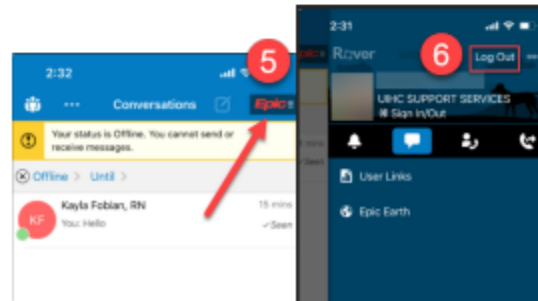 2:32
5
Conversations
Epic
Your status is Offline. You cannot send or
receive messages.
Offline > Until >
KF
Kayla Fobian, RN
15 mins
You: Hello
Seen
2:31
Rover
6
Log Out
UIHC SUPPORT SERVICES
Sign In/Out
User Links
Epic Earth